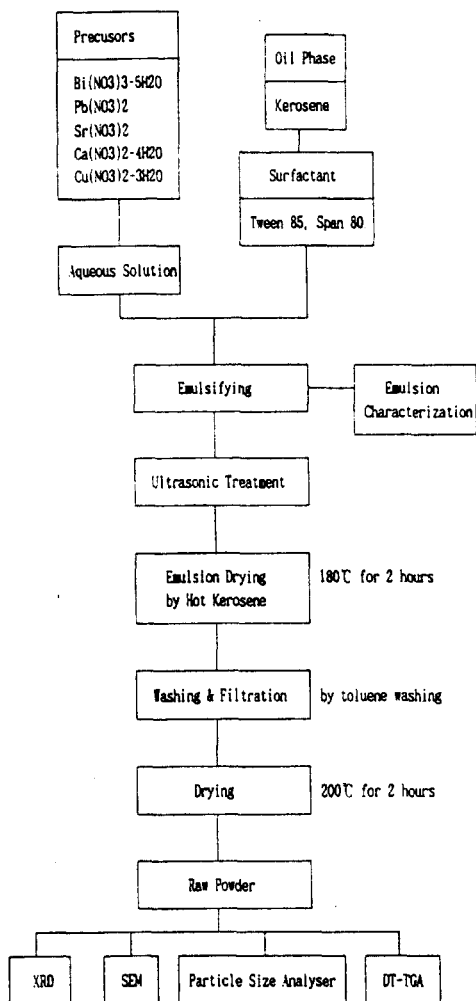 Precusors
Bi(NO3)3-5H2O
Pb(NO3)2
Sr(NO3)2
Ca(NO3)2-4H2O
Cu(NO3)2-3H2O
Aqueous Solution
Oil Phase
Kerosene
Surfactant
Tween 85, Span 80
Emulsifying
Emulsion
Characterization
Ultrasonic Treatment
Emulsion Drying
by Hot Kerosene
180℃ for 2 hours
Washing & Filtration
by toluene washing
Drying
200℃ for 2 hours
Raw Powder
XRD
SEM
Particle Size Analyser
DT-TGA